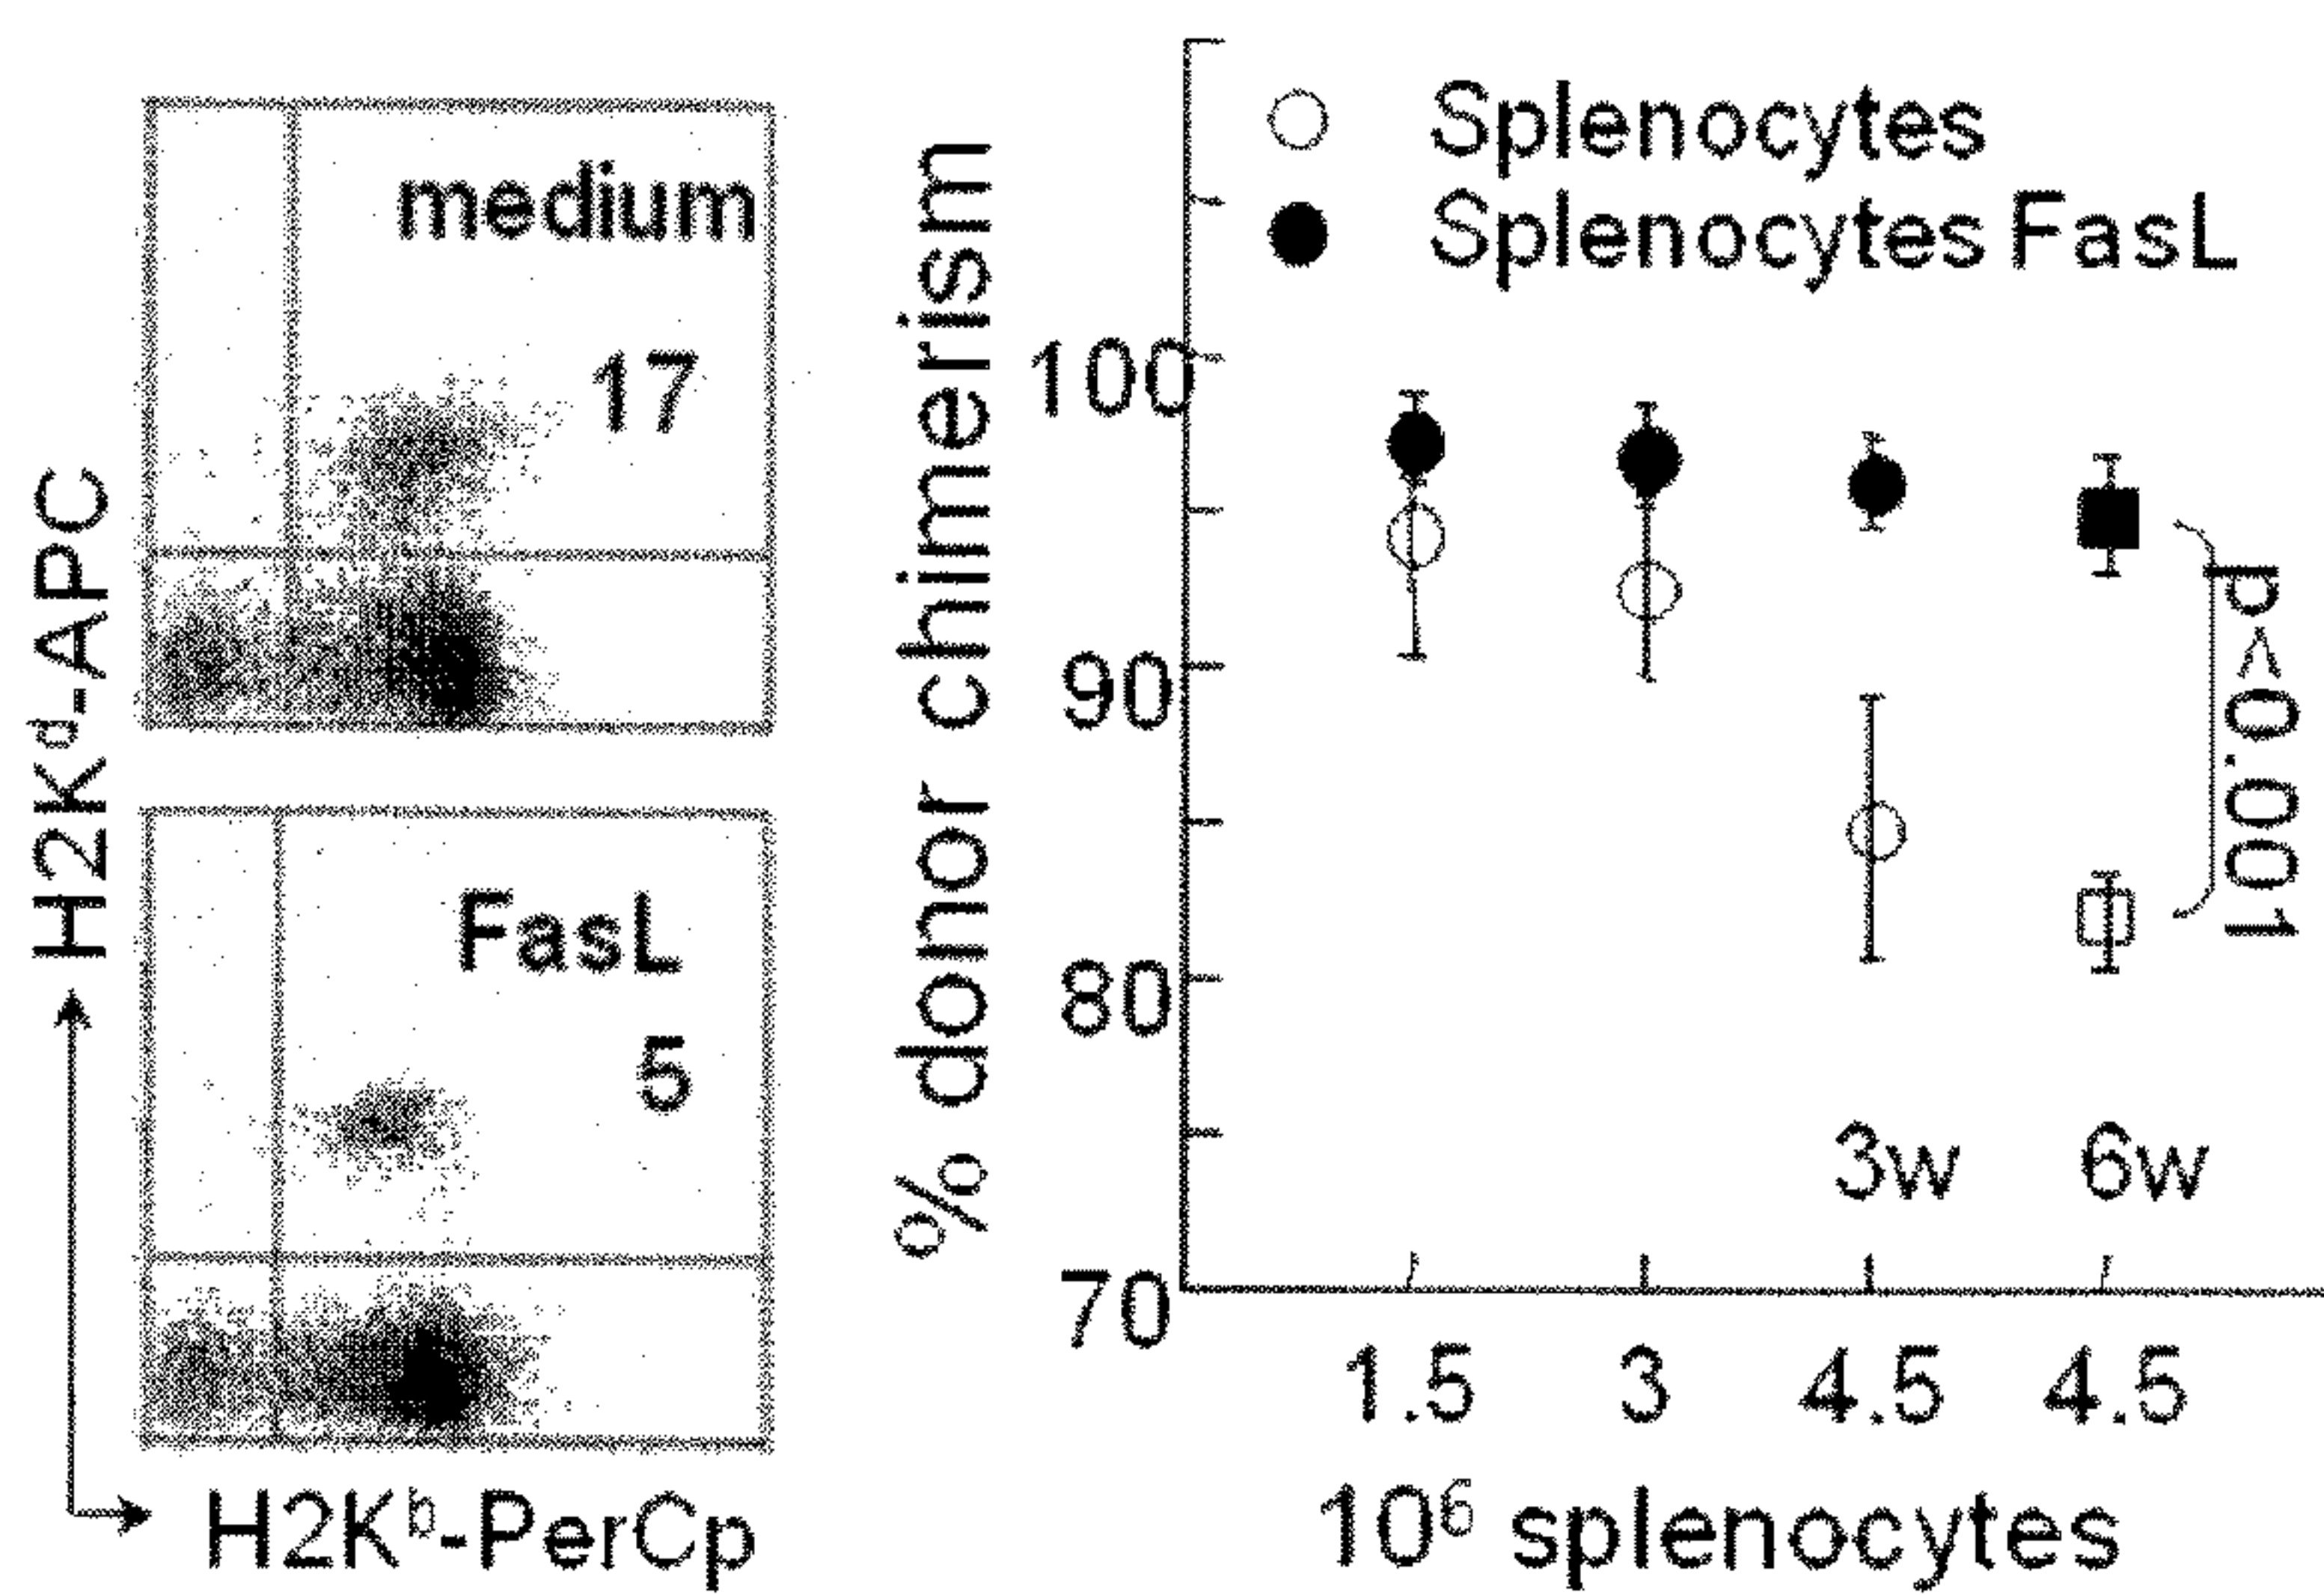 medium
17
FasL
5
H2Kᵈ-APC
H2Kᵇ-PerCp
% donor chimerism
Splenocytes
Splenocytes FasL
100
90
80
70
p<0.001
3w 6w
1.5 3 4.5 4.5
10⁶ splenocytes